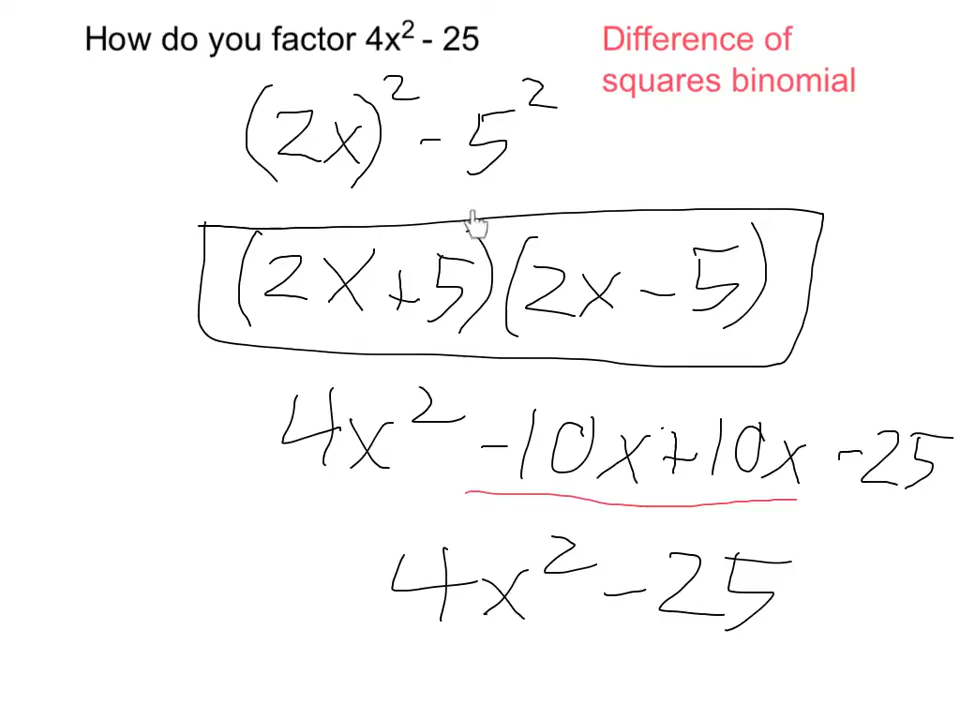 How do you factor 4x² - 25
Difference of
squares binomial
(2x)² - 5²
(2x+5)(2x-5)
4x² -10x+10x -25
4x² -25